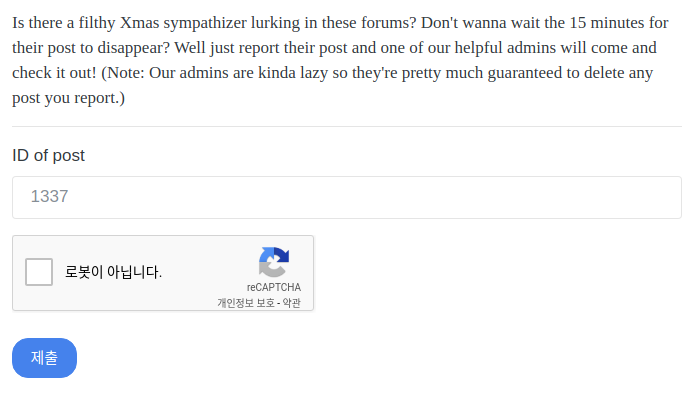 Is there a filthy Xmas sympathizer lurking in these forums? Don't wanna wait the 15 minutes for
their post to disappear? Well just report their post and one of our helpful admins will come and
check it out! (Note: Our admins are kinda lazy so they're pretty much guaranteed to delete any
post you report.)
ID of post
1337
로봇이 아닙니다.
reCAPTCHA
개인정보 보호 - 약관
제출